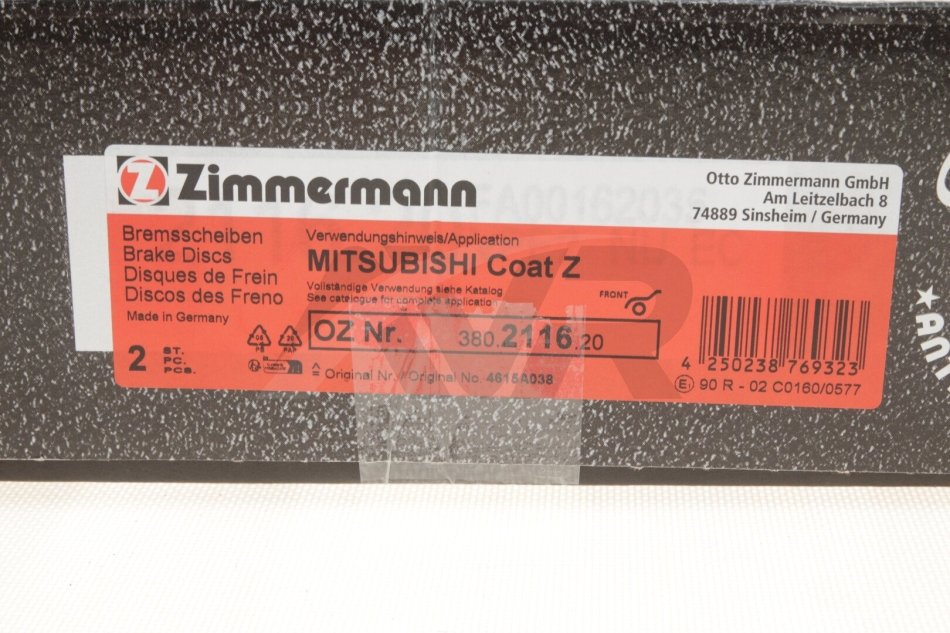 Z Zimmermann
Otto Zimmermann GmbH
Am Leitzelbach 8
74889 Sinsheim / Germany
Bremsscheiben
Brake Discs
Disques de Frein
Discos des Freno
Made in Germany
2 ST.
PC.
PCS.
Verwendungshinweis/Application
MITSUBISHI Coat Z
Vollständige Verwendung siehe Katalog
See catalogue for complete application
FRONT
OZ Nr. 380.2116.20
^= Original Nr. / Original No. 4615A038
4 250238 769323
E1 90 R - 02 C0160/0577